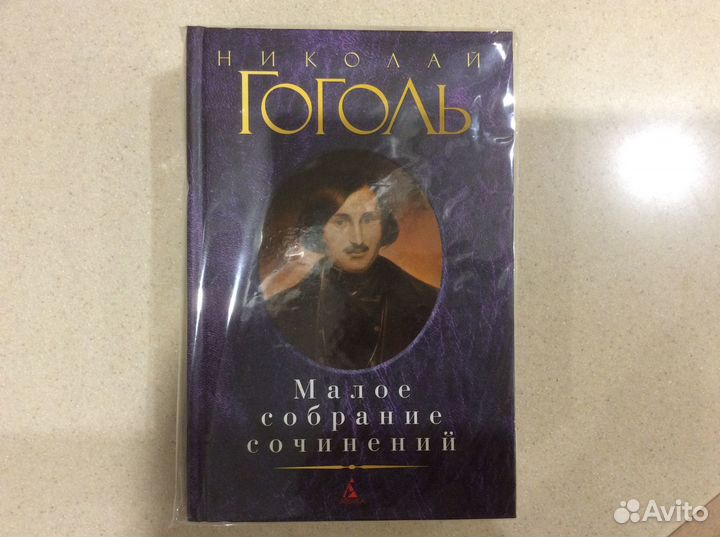 НИКОЛАЙ
ГОГОЛЬ
Малое
собрание
сочинений
Avito